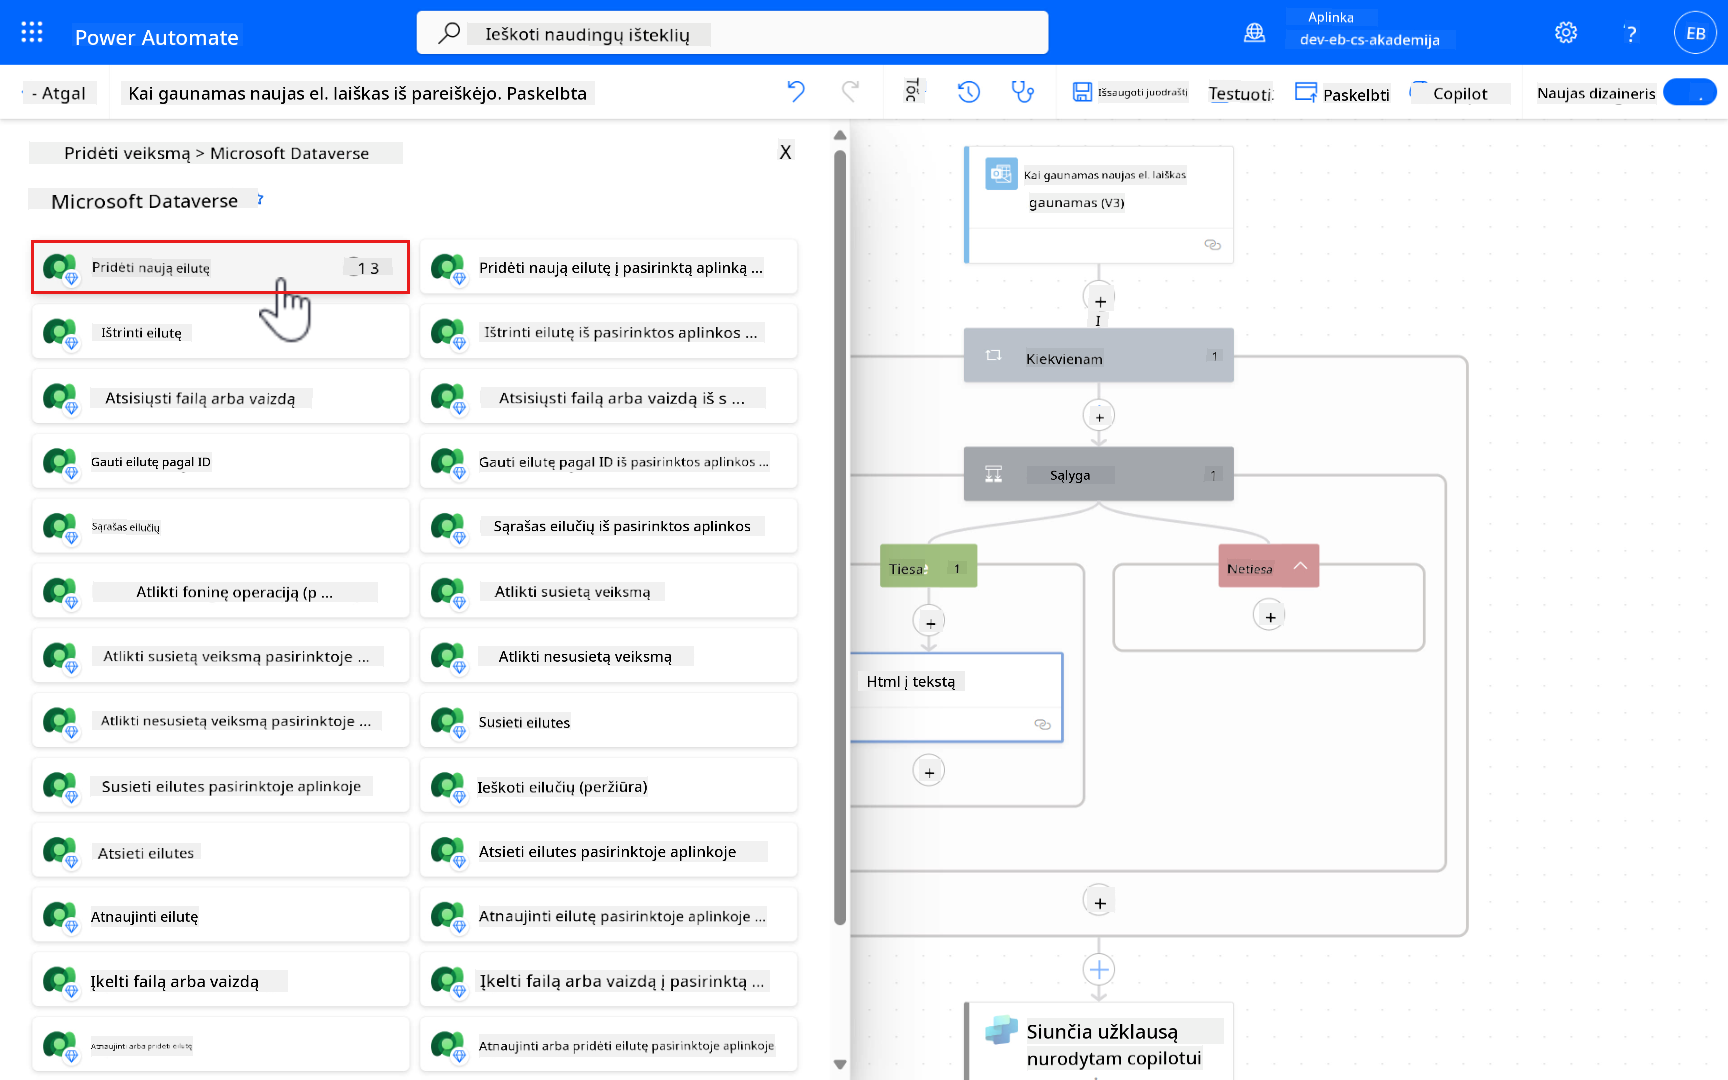 Power Automate
Ieškoti naudingų išteklių
Aplinka
dev-eb-cs-akademija
?
EB
- Atgal
Kai gaunamas naujas el. laiškas iš pareiškėjo. Paskelbta
Išsaugoti juodraštį
Testuoti
Paskelbti
Copilot
Naujas dizaineris
Pridėti veiksmą > Microsoft Dataverse
X
Microsoft Dataverse
Pridėti naują eilutę
1 3
Pridėti naują eilutę į pasirinktą aplinką ...
Ištrinti eilutę
Ištrinti eilutę iš pasirinktos aplinkos ...
Atsisiųsti failą arba vaizdą
Atsisiųsti failą arba vaizdą iš s ...
Gauti eilutę pagal ID
Gauti eilutę pagal ID iš pasirinktos aplinkos ...
Sąrašas eilučių
Sąrašas eilučių iš pasirinktos aplinkos
Atlikti foninę operaciją (p ...
Atlikti susietą veiksmą
Atlikti susietą veiksmą pasirinktoje ...
Atlikti nesusietą veiksmą
Atlikti nesusietą veiksmą pasirinktoje ...
Susieti eilutes
Susieti eilutes pasirinktoje aplinkoje
Ieškoti eilučių (peržiūra)
Atsieti eilutes
Atsieti eilutes pasirinktoje aplinkoje
Atnaujinti eilutę
Atnaujinti eilutę pasirinktoje aplinkoje ...
Įkelti failą arba vaizdą
Įkelti failą arba vaizdą į pasirinktą ...
Atnaujinti arba pridėti eilutę
Atnaujinti arba pridėti eilutę pasirinktoje aplinkoje
Kai gaunamas naujas el. laiškas
gaunamas (V3)
Kiekvienam
1
Sąlyga
1
Tiesa
1
Netiesa
Html į tekstą
Siunčia užklausą
nurodytam copilotui